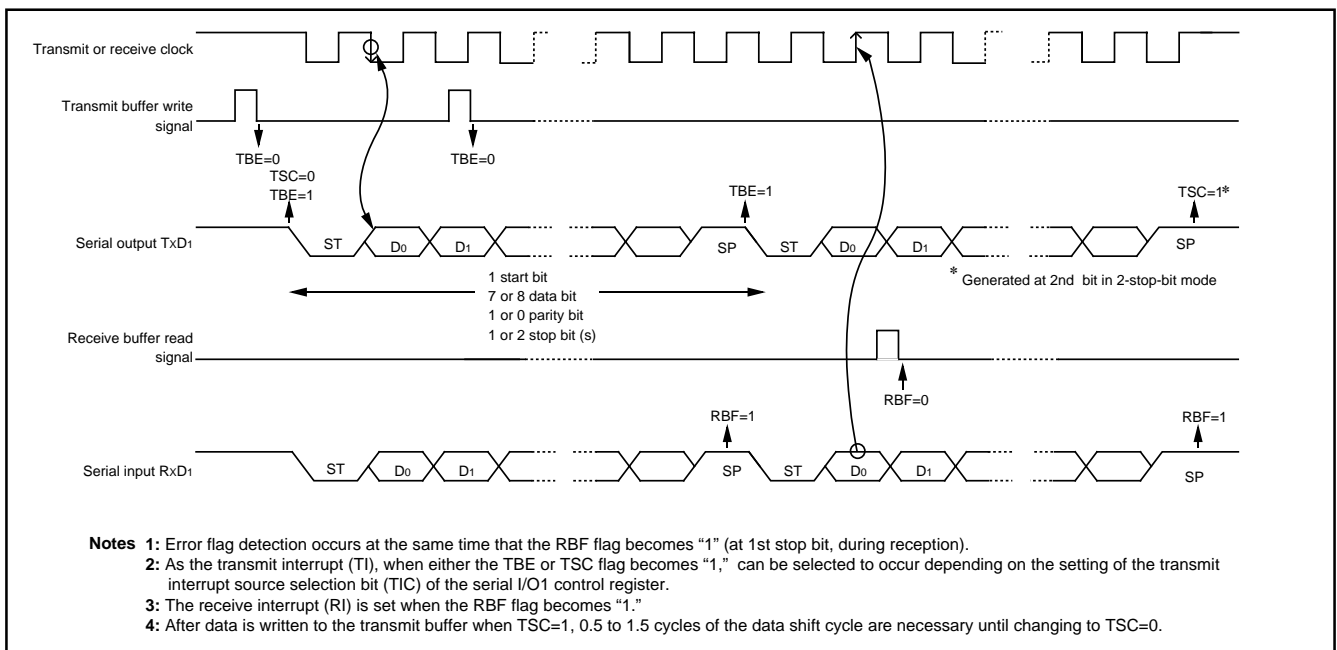 Transmit or receive clock
Transmit buffer write
signal
TBE=0
TBE=0
TSC=0
TBE=1
TBE=1
TSC=1*
Serial output TxD1
ST
D0
D1
SP
ST
D0
D1
SP
* Generated at 2nd bit in 2-stop-bit mode
1 start bit
7 or 8 data bit
1 or 0 parity bit
1 or 2 stop bit (s)
Receive buffer read
signal
RBF=0
RBF=1
RBF=1
Serial input RxD1
ST
D0
D1
SP
ST
D0
D1
SP
Notes 1: Error flag detection occurs at the same time that the RBF flag becomes “1” (at 1st stop bit, during reception).
2: As the transmit interrupt (TI), when either the TBE or TSC flag becomes “1,” can be selected to occur depending on the setting of the transmit
interrupt source selection bit (TIC) of the serial I/O1 control register.
3: The receive interrupt (RI) is set when the RBF flag becomes “1.”
4: After data is written to the transmit buffer when TSC=1, 0.5 to 1.5 cycles of the data shift cycle are necessary until changing to TSC=0.